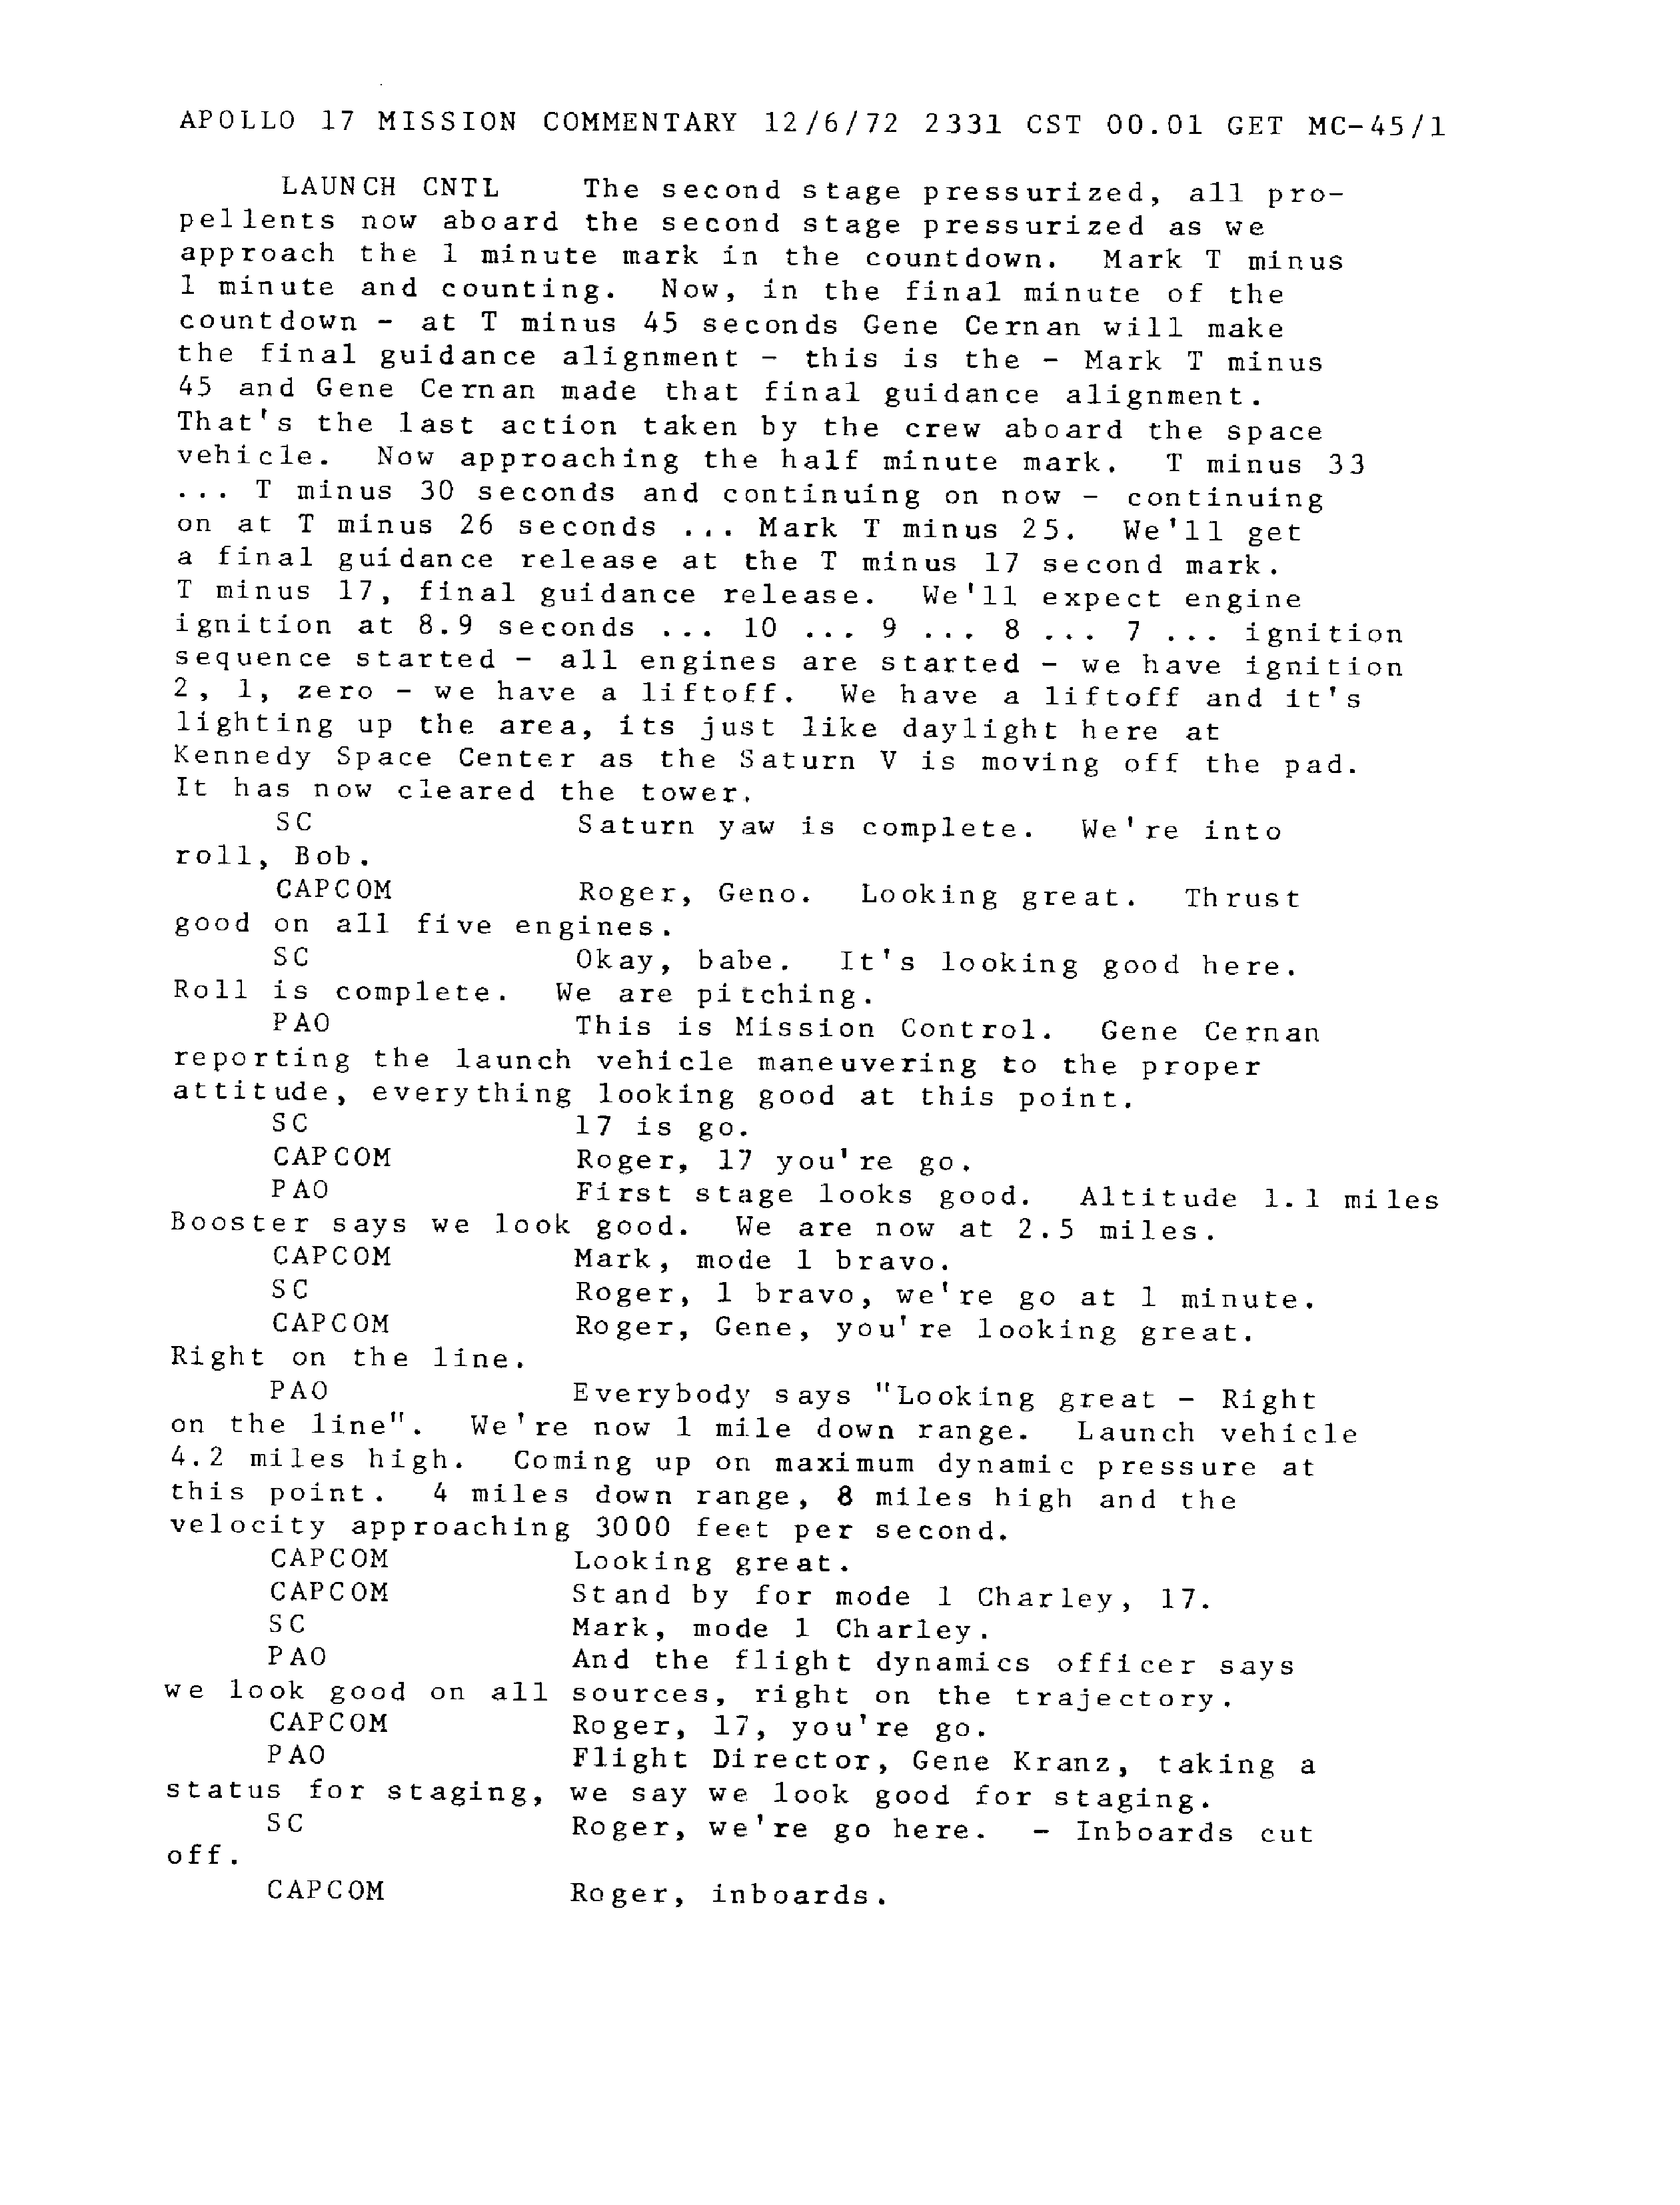 APOLLO 17 MISSION COMMENTARY 12/6/72 2331 CST 00.01 GET MC-45/1
LAUNCH CNTL The second stage pressurized, all pro-
pellents now aboard the second stage pressurized as we
approach the 1 minute mark in the countdown. Mark T minus
1 minute and counting. Now, in the final minute of the
countdown - at T minus 45 seconds Gene Cernan will make
the final guidance alignment - this is the - Mark T minus
45 and Gene Cernan made that final guidance alignment.
That's the last action taken by the crew aboard the space
vehicle. Now approaching the half minute mark. T minus 33
... T minus 30 seconds and continuing on now - continuing
on at T minus 26 seconds ... Mark T minus 25. We'll get
a final guidance release at the T minus 17 second mark.
T minus 17, final guidance release. We'll expect engine
ignition at 8.9 seconds ... 10 ... 9 ... 8 ... 7 ... ignition
sequence started - all engines are started - we have ignition
2, 1, zero - we have a liftoff. We have a liftoff and it's
lighting up the area, its just like daylight here at
Kennedy Space Center as the Saturn V is moving off the pad.
It has now cleared the tower.
SC Saturn yaw is complete. We're into
roll, Bob.
CAPCOM Roger, Geno. Looking great. Thrust
good on all five engines.
SC Okay, babe. It's looking good here.
Roll is complete. We are pitching.
PAO This is Mission Control. Gene Cernan
reporting the launch vehicle maneuvering to the proper
attitude, everything looking good at this point.
SC 17 is go.
CAPCOM Roger, 17 you're go.
PAO First stage looks good. Altitude 1.1 miles
Booster says we look good. We are now at 2.5 miles.
CAPCOM Mark, mode 1 bravo.
SC Roger, 1 bravo, we're go at 1 minute.
CAPCOM Roger, Gene, you're looking great.
Right on the line.
PAO Everybody says "Looking great - Right
on the line". We're now 1 mile down range. Launch vehicle
4.2 miles high. Coming up on maximum dynamic pressure at
this point. 4 miles down range, 8 miles high and the
velocity approaching 3000 feet per second.
CAPCOM Looking great.
CAPCOM Stand by for mode 1 Charley, 17.
SC Mark, mode 1 Charley.
PAO And the flight dynamics officer says
we look good on all sources, right on the trajectory.
CAPCOM Roger, 17, you're go.
PAO Flight Director, Gene Kranz, taking a
status for staging, we say we look good for staging.
SC Roger, we're go here. - Inboards cut
off.
CAPCOM Roger, inboards.